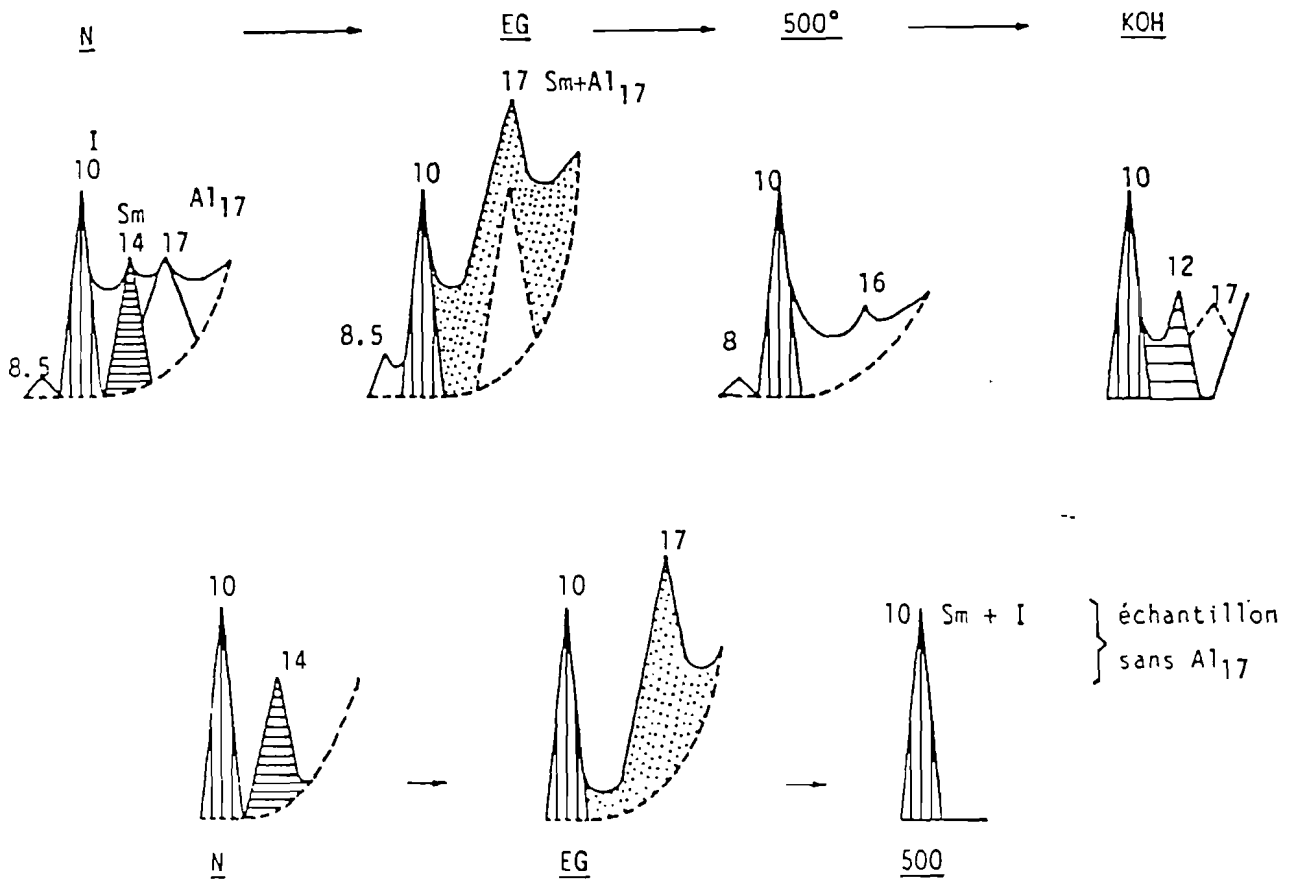 N EG 500° KOH
17 Sm+Al17
I
10 10 10 10
Sm Al17
14 17 16 12 17
8.5 8.5 8
17
10 10 10 Sm + I échantillon
14 sans Al17
N EG 500